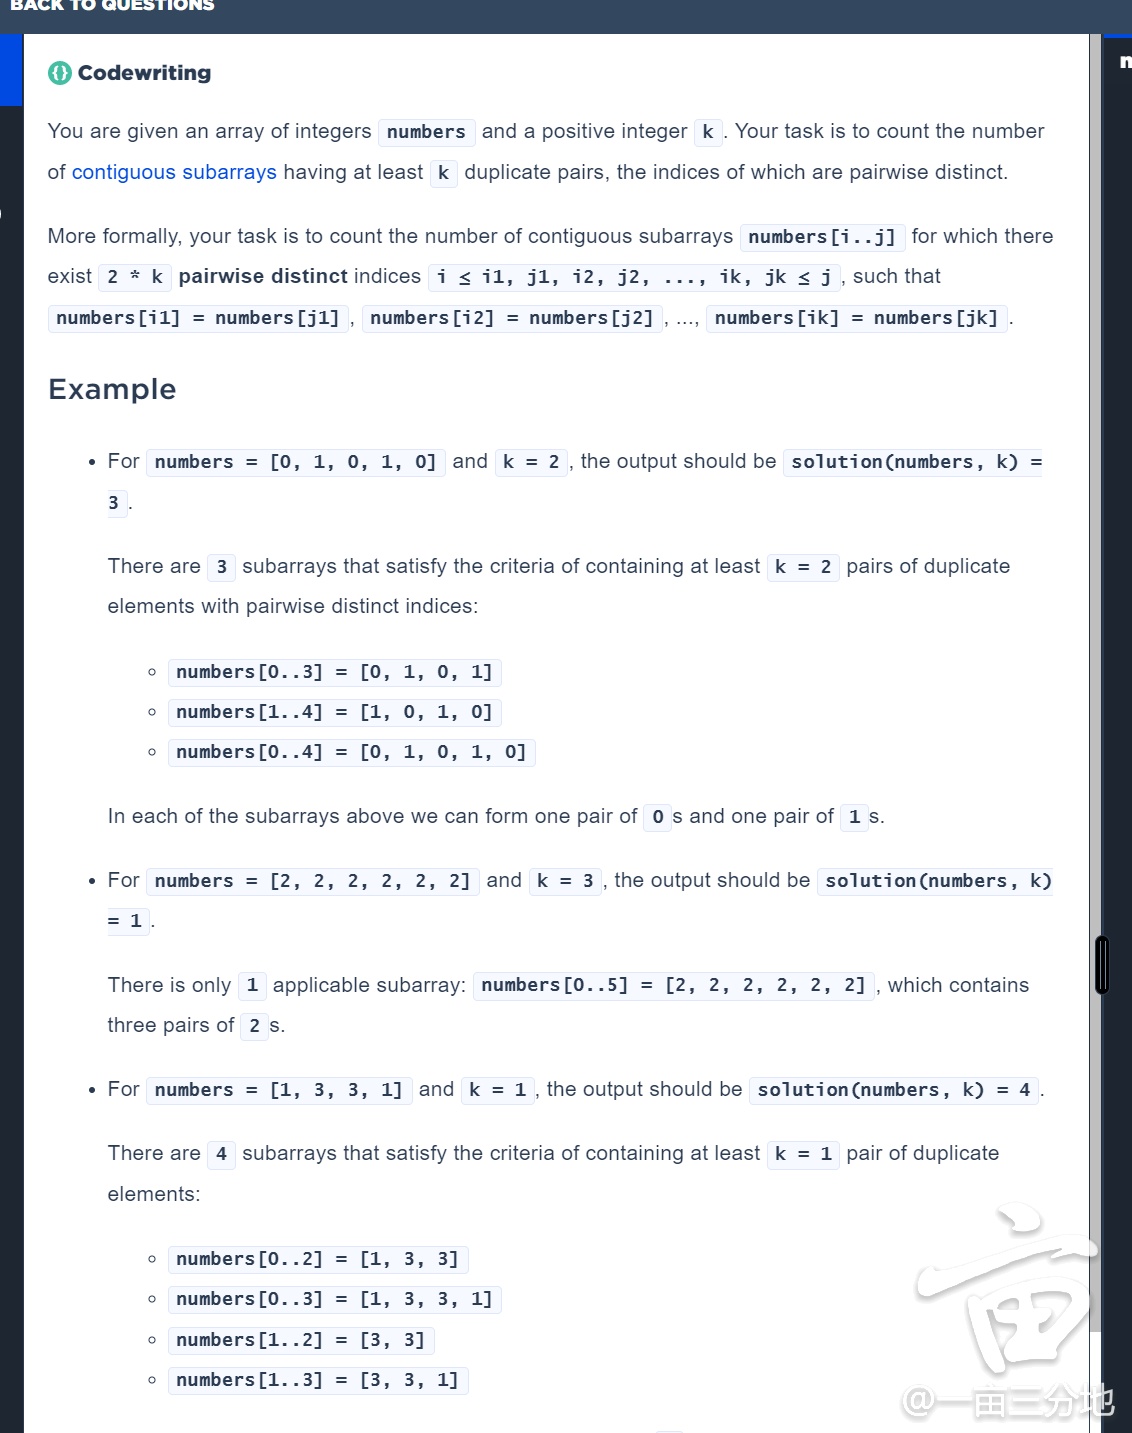 BACK TO QUESTIONS
Codewriting
You are given an array of integers numbers and a positive integer k. Your task is to count the number
of contiguous subarrays having at least k duplicate pairs, the indices of which are pairwise distinct.
More formally, your task is to count the number of contiguous subarrays numbers[i..j] for which there
exist 2 * k pairwise distinct indices i ≤ i1, j1, i2, j2, ..., ik, jk ≤ j, such that
numbers[i1] = numbers[j1], numbers[i2] = numbers[j2], ..., numbers[ik] = numbers[jk].
Example
• For numbers = [0, 1, 0, 1, 0] and k = 2, the output should be solution(numbers, k) =
3.
There are 3 subarrays that satisfy the criteria of containing at least k = 2 pairs of duplicate
elements with pairwise distinct indices:
◦ numbers[0..3] = [0, 1, 0, 1]
◦ numbers[1..4] = [1, 0, 1, 0]
◦ numbers[0..4] = [0, 1, 0, 1, 0]
In each of the subarrays above we can form one pair of 0s and one pair of 1s.
• For numbers = [2, 2, 2, 2, 2, 2] and k = 3, the output should be solution(numbers, k)
= 1.
There is only 1 applicable subarray: numbers[0..5] = [2, 2, 2, 2, 2, 2], which contains
three pairs of 2s.
• For numbers = [1, 3, 3, 1] and k = 1, the output should be solution(numbers, k) = 4.
There are 4 subarrays that satisfy the criteria of containing at least k = 1 pair of duplicate
elements:
◦ numbers[0..2] = [1, 3, 3]
◦ numbers[0..3] = [1, 3, 3, 1]
◦ numbers[1..2] = [3, 3]
◦ numbers[1..3] = [3, 3, 1]
亩
@一亩三分地